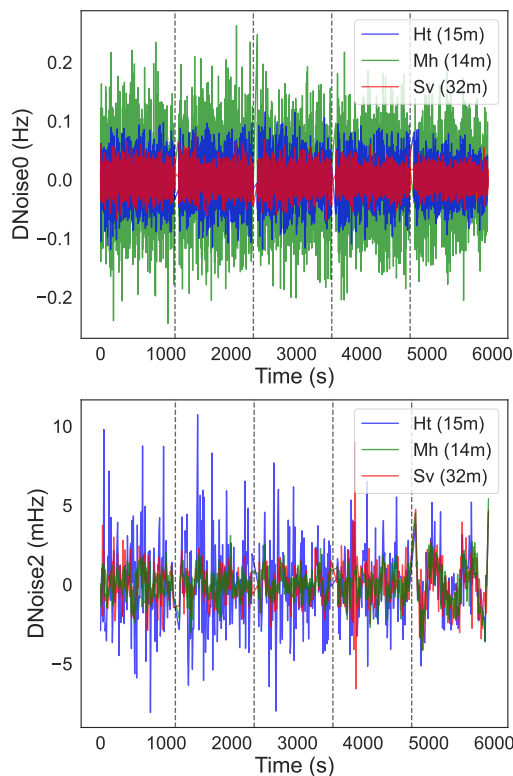 DNoise0 (Hz)
0.2
0.1
0.0
−0.1
−0.2
Ht (15m)
Mh (14m)
Sv (32m)
0 1000 2000 3000 4000 5000 6000
Time (s)
DNoise2 (mHz)
10
5
0
−5
Ht (15m)
Mh (14m)
Sv (32m)
0 1000 2000 3000 4000 5000 6000
Time (s)